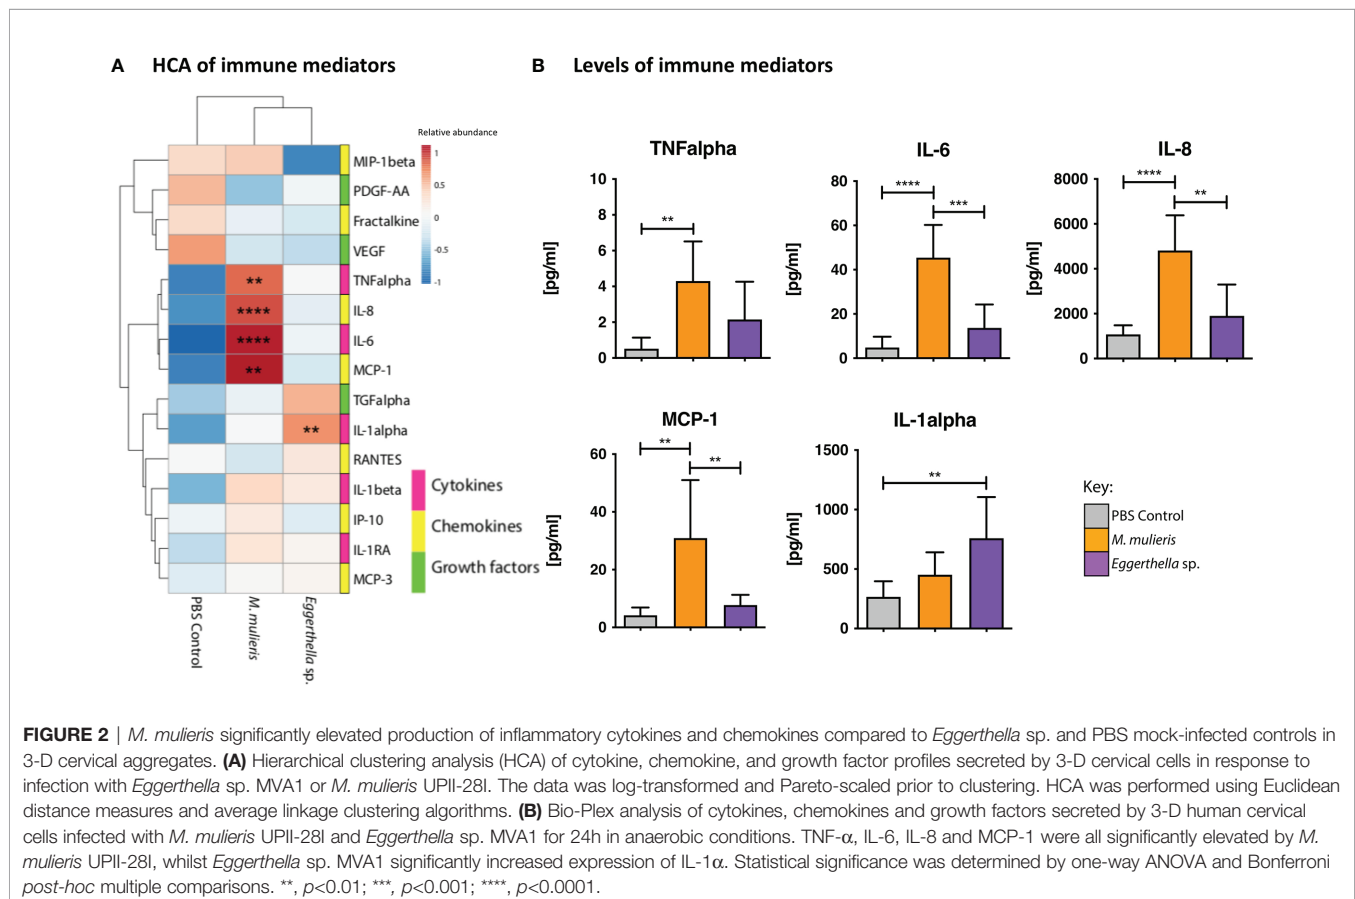 A HCA of immune mediators
Relative abundance
1
0.5
0
-0.5
-1
MIP-1beta
PDGF-AA
Fractalkine
VEGF
TNFalpha
**
IL-8
****
IL-6
****
MCP-1
**
TGFalpha
IL-1alpha
**
RANTES
IL-1beta
IP-10
IL-1RA
MCP-3
PBS Control
M. mulieris
Eggerthella sp.
Cytokines
Chemokines
Growth factors
B Levels of immune mediators
TNFalpha
[pg/ml]
10
8
6
4
2
0
**
IL-6
[pg/ml]
80
60
40
20
0
****
***
IL-8
[pg/ml]
8000
6000
4000
2000
0
****
**
MCP-1
[pg/ml]
60
40
20
0
**
**
IL-1alpha
[pg/ml]
1500
1000
500
0
**
Key:
PBS Control
M. mulieris
Eggerthella sp.
FIGURE 2 | M. mulieris significantly elevated production of inflammatory cytokines and chemokines compared to Eggerthella sp. and PBS mock-infected controls in
3-D cervical aggregates. (A) Hierarchical clustering analysis (HCA) of cytokine, chemokine, and growth factor profiles secreted by 3-D cervical cells in response to
infection with Eggerthella sp. MVA1 or M. mulieris UPII-28I. The data was log-transformed and Pareto-scaled prior to clustering. HCA was performed using Euclidean
distance measures and average linkage clustering algorithms. (B) Bio-Plex analysis of cytokines, chemokines and growth factors secreted by 3-D human cervical
cells infected with M. mulieris UPII-28I and Eggerthella sp. MVA1 for 24h in anaerobic conditions. TNF-α, IL-6, IL-8 and MCP-1 were all significantly elevated by M.
mulieris UPII-28I, whilst Eggerthella sp. MVA1 significantly increased expression of IL-1α. Statistical significance was determined by one-way ANOVA and Bonferroni
post-hoc multiple comparisons. **, p<0.01; ***, p<0.001; ****, p<0.0001.